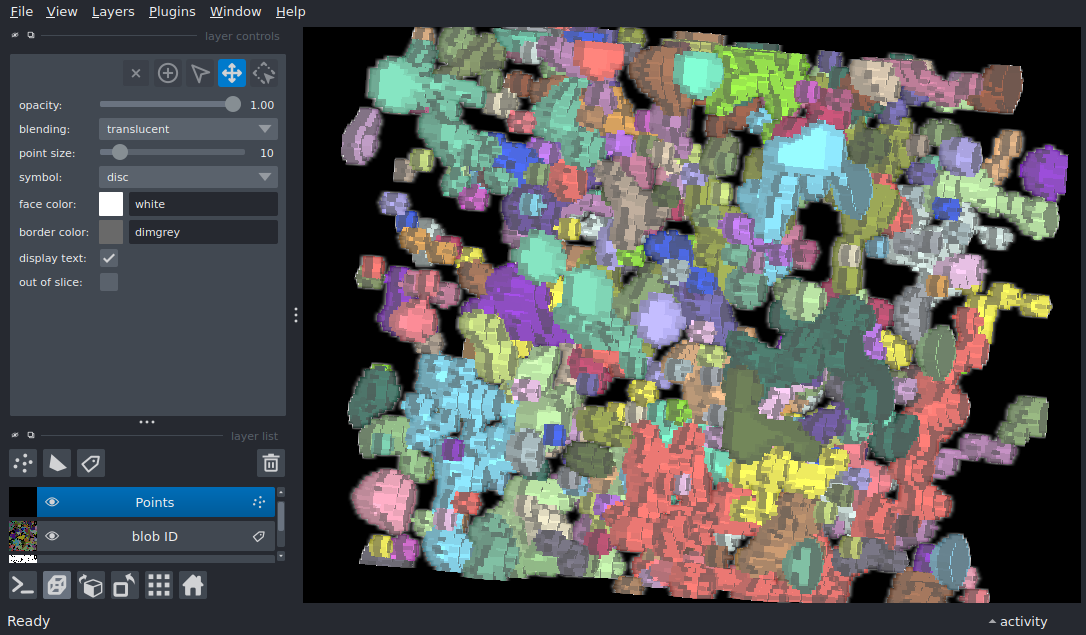 File View Layers Plugins Window Help
layer controls
opacity: 1.00
blending: translucent
point size: 10
symbol: disc
face color: white
border color: dimgrey
display text:
out of slice:
layer list
Points
blob ID
Ready activity